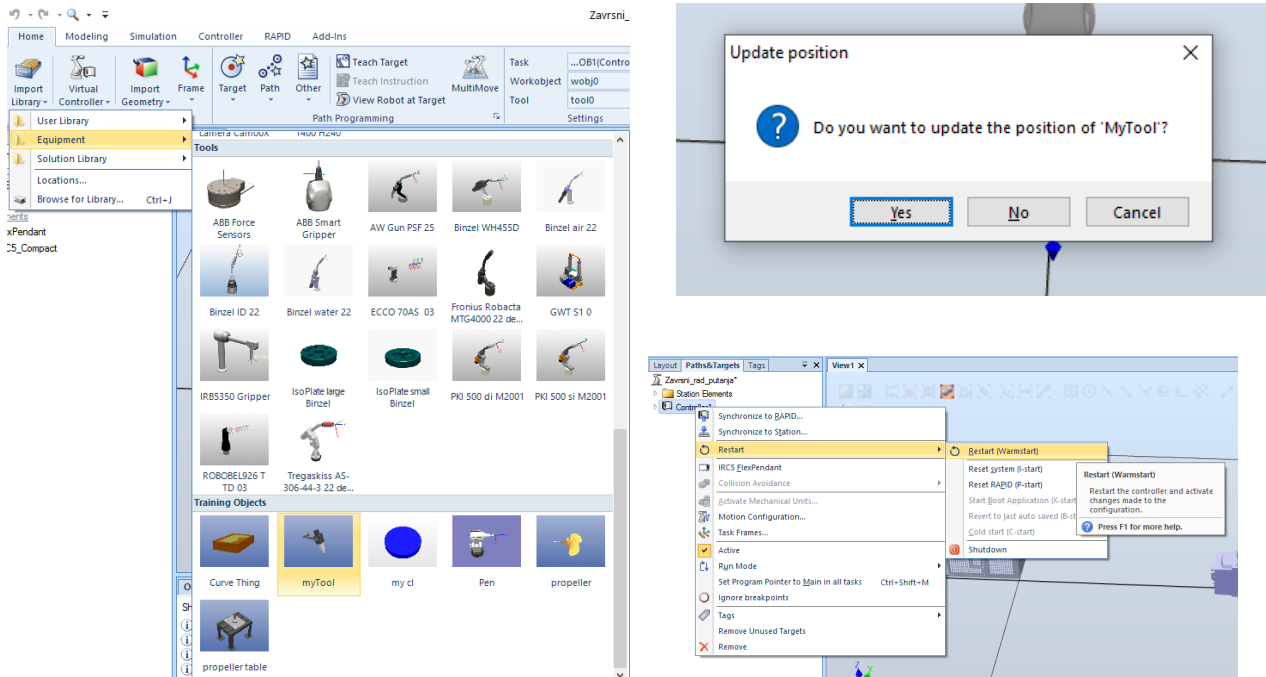 Zavrsni_
Home Modeling Simulation Controller RAPID Add-Ins
Import Library
Virtual Controller
Import Geometry
Frame
Target
Path
Other
Teach Target
Teach Instruction
View Robot at Target
MultiMove
Path Programming
Task ...OB1(Contro
Workobject wobj0
Tool tool0
Settings
User Library
Equipment
Solution Library
Locations...
Browse for Library... Ctrl+J
ments
xPendant
C5_Compact
camera Cam00X
1400 H240
Tools
ABB Force
Sensors
ABB Smart
Gripper
AW Gun PSF 25
Binzel WH455D
Binzel air 22
Binzel ID 22
Binzel water 22
ECCO 70AS 03
Fronius Robacta
MTG4000 22 de...
GWT S1 0
IRB5350 Gripper
IsoPlate large
Binzel
IsoPlate small
Binzel
PKI 500 di M2001
PKI 500 si M2001
ROBOBEL926 T
TD 03
Tregaskiss AS-
306-44-3 22 de...
Training Objects
Curve Thing
myTool
my cl
Pen
propeller
propeller table
O
Sh
Update position
Do you want to update the position of 'MyTool'?
Yes
No
Cancel
Layout Paths&Targets Tags
View1
Zavrsni_rad_putanja*
Station Elements
Controller1
Synchronize to RAPID...
Synchronize to Station...
Restart
IRC5 FlexPendant
Collision Avoidance
Activate Mechanical Units...
Motion Configuration...
Task Frames...
Active
Run Mode
Set Program Pointer to Main in all tasks Ctrl+Shift+M
Ignore breakpoints
Tags
Remove Unused Targets
Remove
Restart (Warmstart)
Reset system (I-start)
Reset RAPID (P-start)
Start Boot Application (X-start
Revert to last auto saved (B-st
Cold start (C-start)
Shutdown
Restart (Warmstart)
Restart the controller and activate
changes made to the
configuration.
Press F1 for more help.
Z
Y